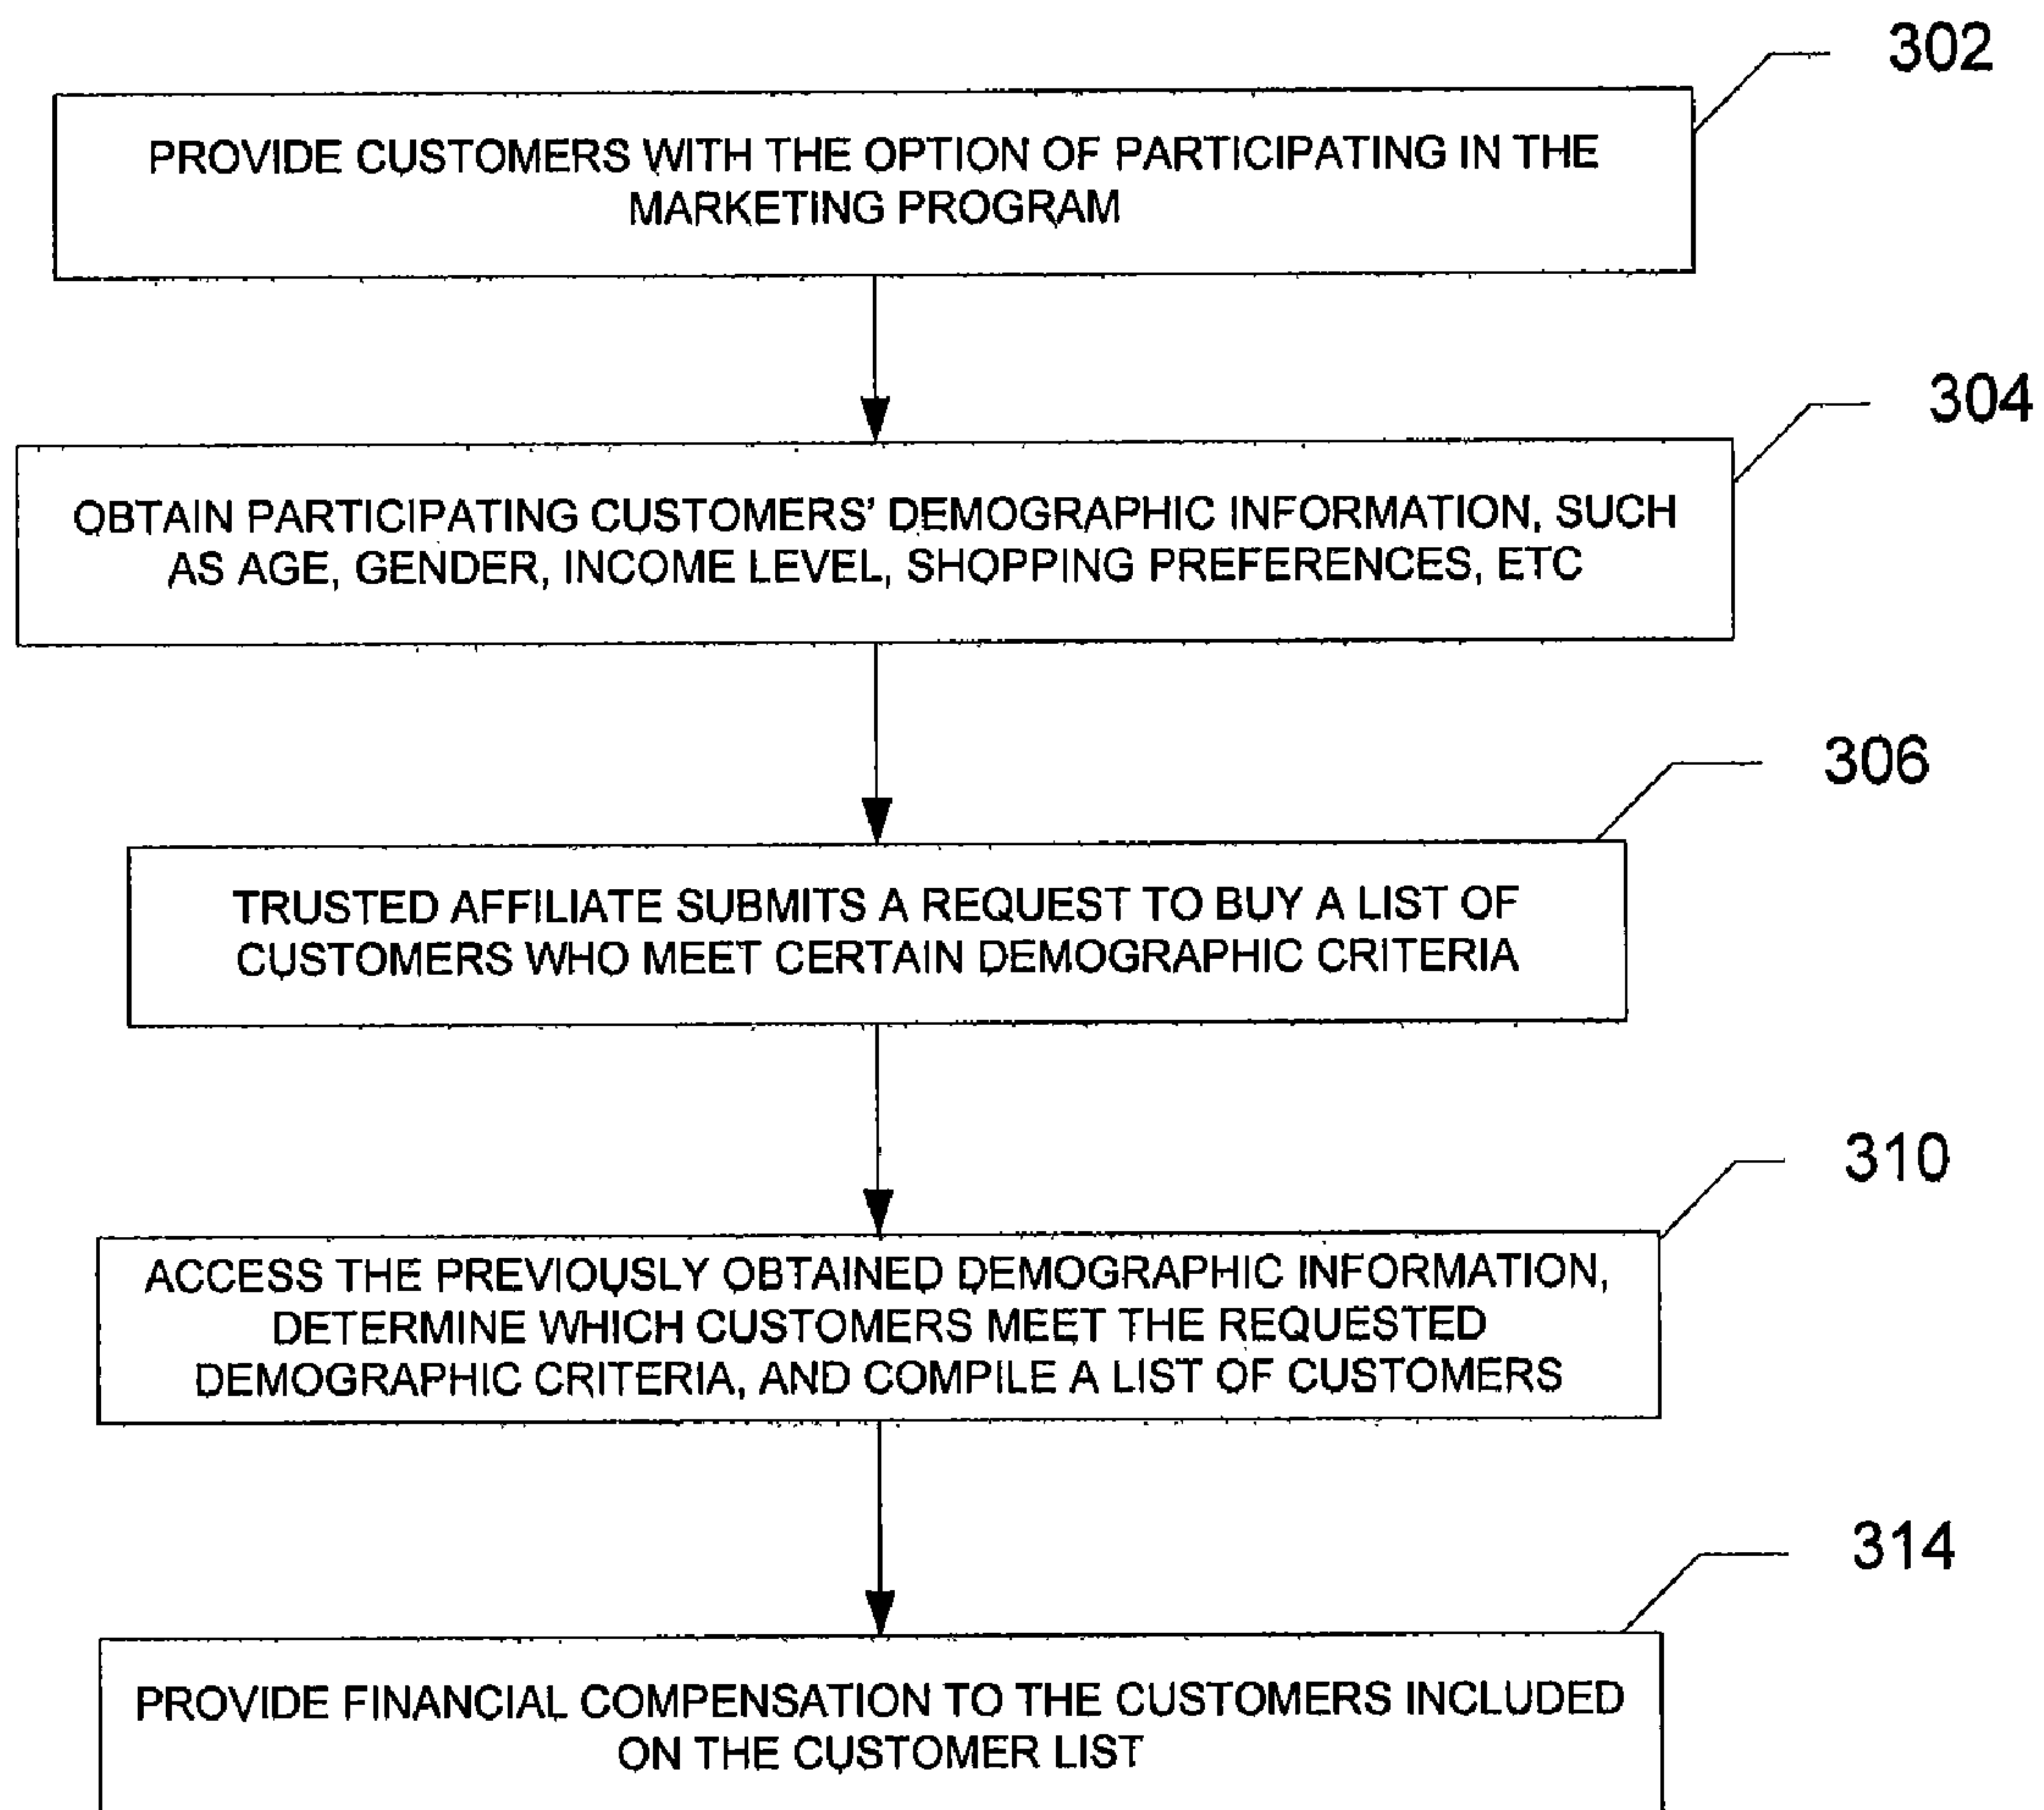 302
PROVIDE CUSTOMERS WITH THE OPTION OF PARTICIPATING IN THE
MARKETING PROGRAM
304
OBTAIN PARTICIPATING CUSTOMERS' DEMOGRAPHIC INFORMATION, SUCH
AS AGE, GENDER, INCOME LEVEL, SHOPPING PREFERENCES, ETC
306
TRUSTED AFFILIATE SUBMITS A REQUEST TO BUY A LIST OF
CUSTOMERS WHO MEET CERTAIN DEMOGRAPHIC CRITERIA
310
ACCESS THE PREVIOUSLY OBTAINED DEMOGRAPHIC INFORMATION,
DETERMINE WHICH CUSTOMERS MEET THE REQUESTED
DEMOGRAPHIC CRITERIA, AND COMPILE A LIST OF CUSTOMERS
314
PROVIDE FINANCIAL COMPENSATION TO THE CUSTOMERS INCLUDED
ON THE CUSTOMER LIST